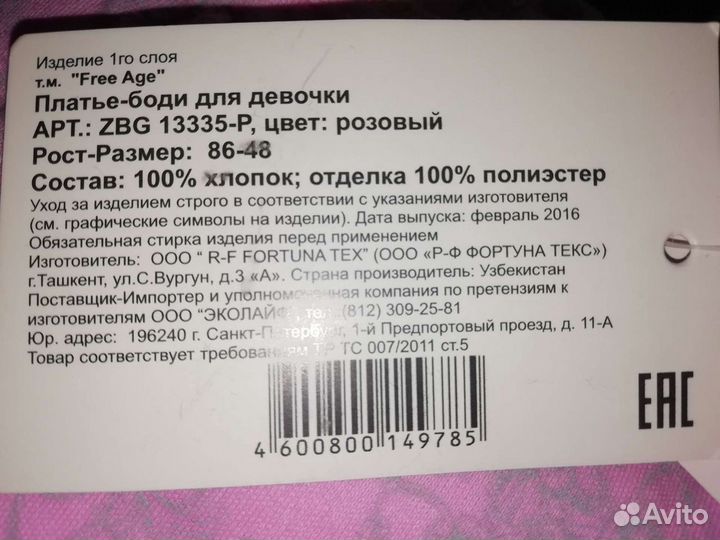 Изделие 1го слоя
т.м. "Free Age"
Платье-боди для девочки
АРТ.: ZBG 13335-P, цвет: розовый
Рост-Размер: 86-48
Состав: 100% хлопок; отделка 100% полиэстер
Уход за изделием строго в соответствии с указаниями изготовителя
(см. графические символы на изделии). Дата выпуска: февраль 2016
Обязательная стирка изделия перед применением
Изготовитель: ООО " R-F FORTUNA TEX" (ООО «Р-Ф ФОРТУНА ТЕКС»)
г.Ташкент, ул.С.Вургун, д.3 «А». Страна производитель: Узбекистан
Поставщик-Импортер и уполномоченная компания по претензиям к
изготовителям ООО "ЭКОЛАЙФ", тел. (812) 309-25-81
Юр. адрес: 196240 г. Санкт-Петербург, 1-й Предпортовый проезд, д. 11-А
Товар соответствует требованиям ТР ТС 007/2011 ст.5
4 600800 149785
EAC
Avito